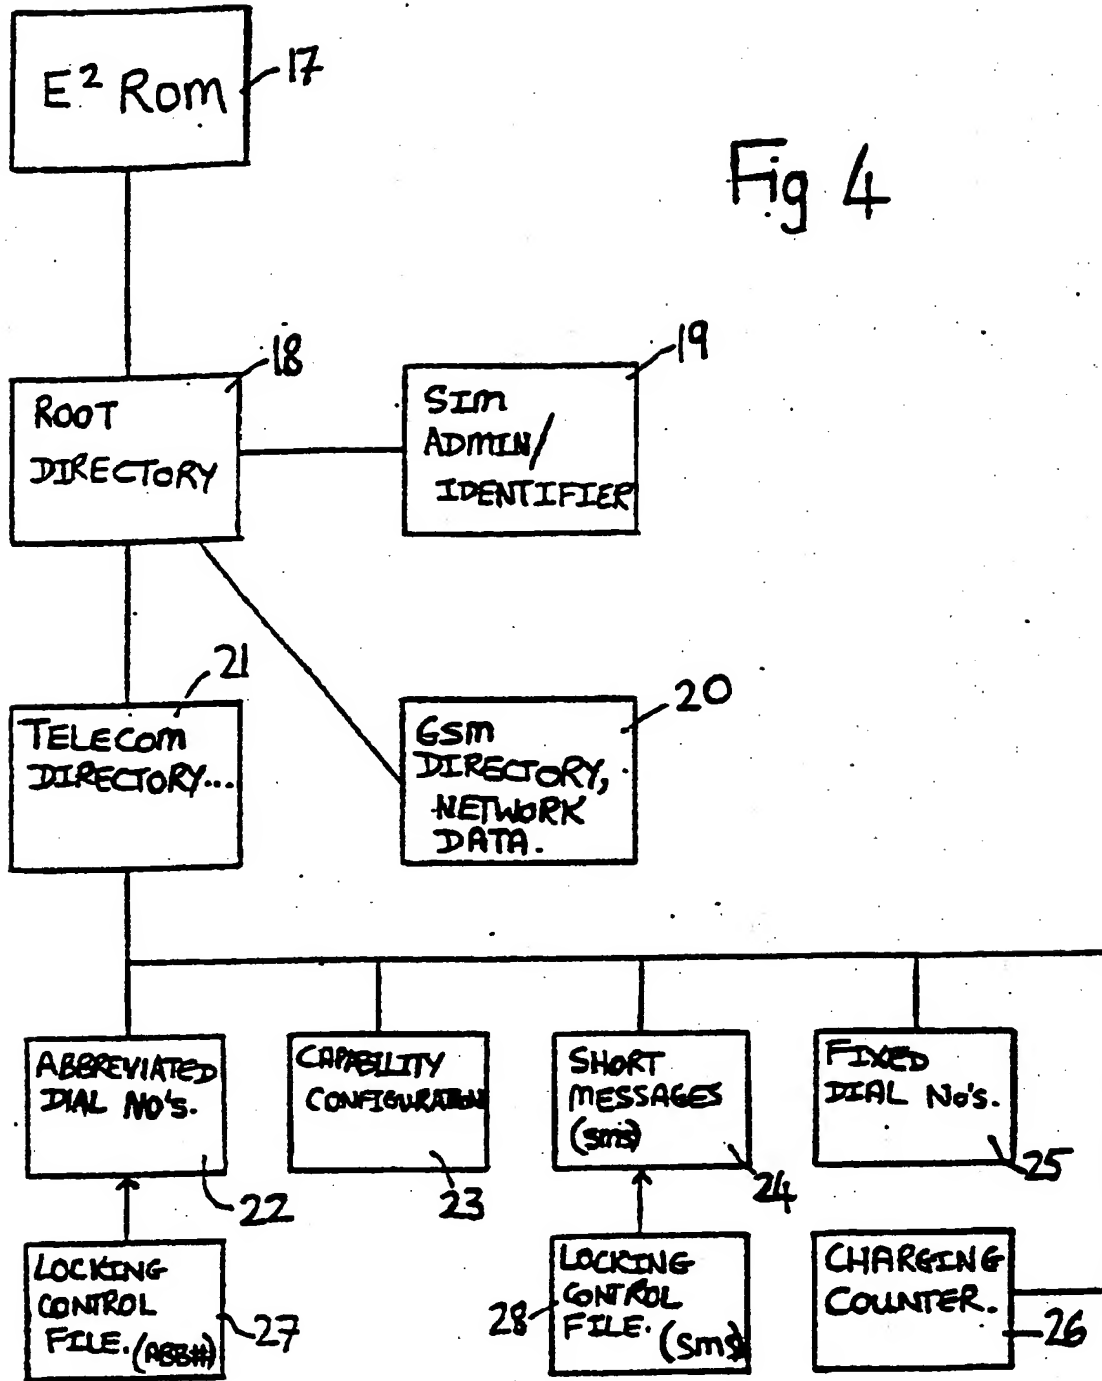 E² Rom
17
Fig 4
18
ROOT
DIRECTORY
19
SIM
ADMIN/
IDENTIFIER
21
TELECOM
DIRECTORY...
20
GSM
DIRECTORY,
NETWORK
DATA.
ABBREVIATED
DIAL NO's.
22
CAPABILITY
CONFIGURATION
23
SHORT
MESSAGES
(sms)
24
FIXED
DIAL No's.
25
LOCKING
CONTROL
FILE. (ABB#)
27
LOCKING
CONTROL
FILE. (sms)
28
CHARGING
COUNTER.
26